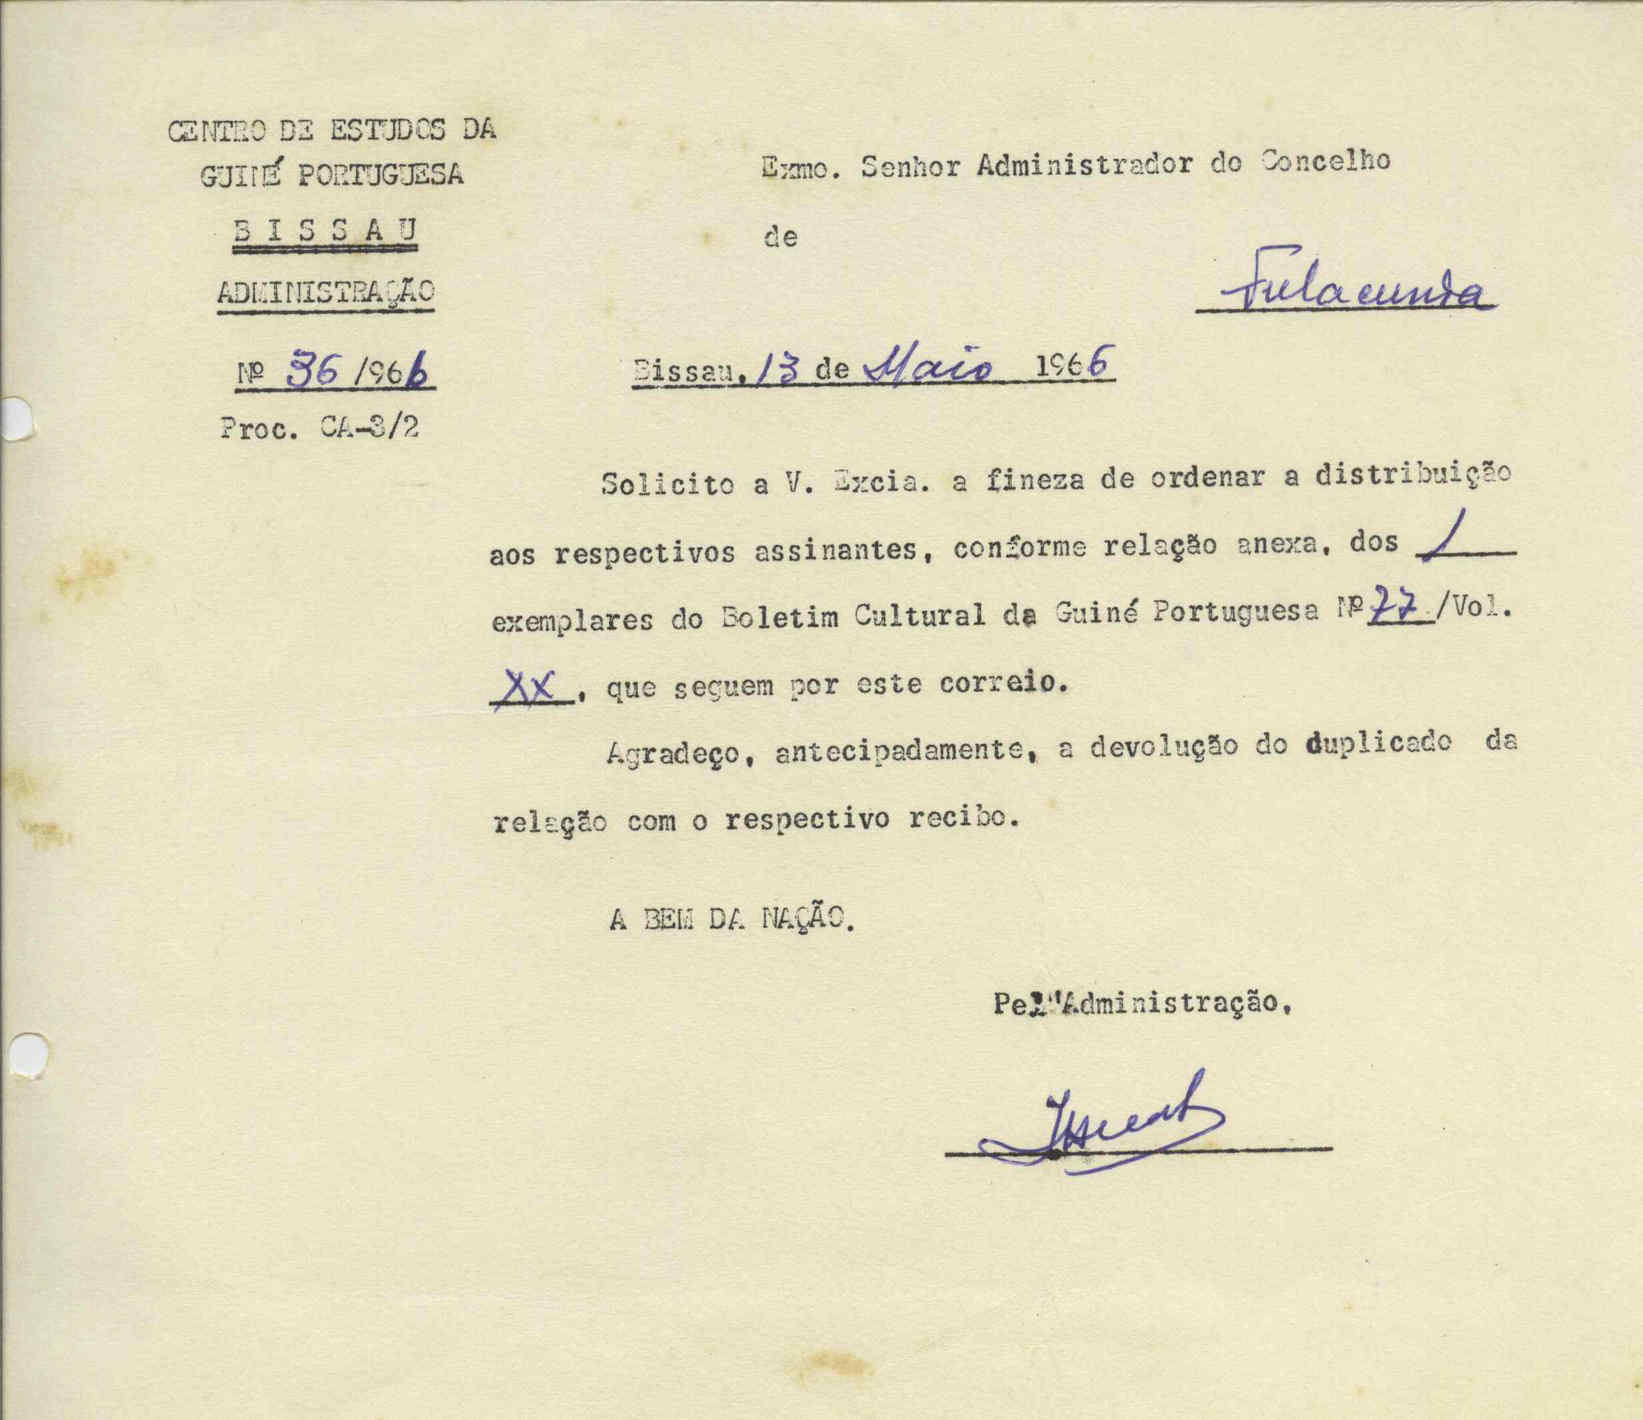 CENTRO DE ESTUDOS DA
GUINÉ PORTUGUESA
B I S S A U
ADMINISTRAÇÃO
Nº 36 /966
Proc. CA-3/2
Exmo. Senhor Administrador do Concelho
de
Fulacunda
Bissau, 13 de Maio 1966
Solicito a V. Excia. a fineza de ordenar a distribuição
aos respectivos assinantes, conforme relação anexa, dos 1
exemplares do Boletim Cultural da Guiné Portuguesa Nº 77 /Vol.
XX, que seguem por este correio.
Agradeço, antecipadamente, a devolução do duplicado da
relação com o respectivo recibo.
A BEM DA NAÇÃO.
Pel'Administração,